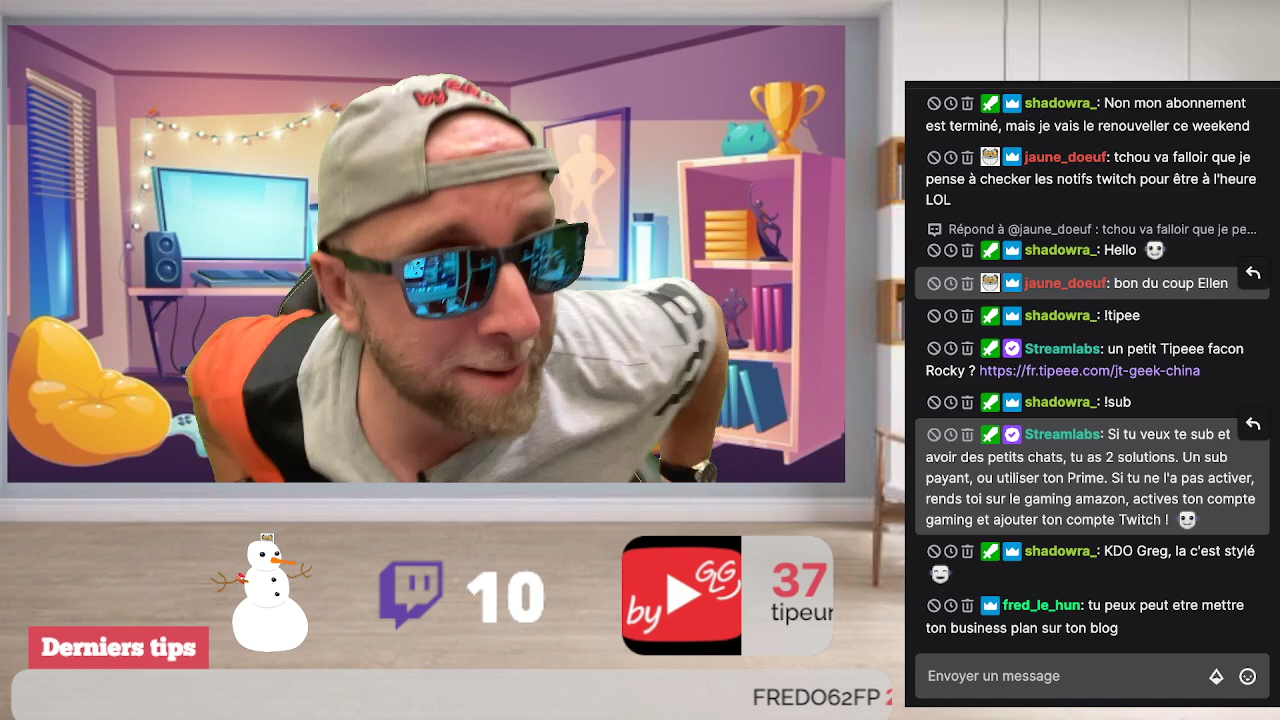 by GG
shadowra_: Non mon abonnement
est terminé, mais je vais le renouveller ce weekend
jaune_doeuf: tchou va falloir que je
pense à checker les notifs twitch pour être à l'heure
LOL
Répond à @jaune_doeuf : tchou va falloir que je pe...
shadowra_: Hello
jaune_doeuf: bon du coup Ellen
shadowra_: !tipee
Streamlabs: un petit Tipeee facon
Rocky ? https://fr.tipeee.com/jt-geek-china
shadowra_: !sub
Streamlabs: Si tu veux te sub et
avoir des petits chats, tu as 2 solutions. Un sub
payant, ou utiliser ton Prime. Si tu ne l'a pas activer,
rends toi sur le gaming amazon, actives ton compte
gaming et ajouter ton compte Twitch !
shadowra_: KDO Greg, la c'est stylé
fred_le_hun: tu peux peut etre mettre
ton business plan sur ton blog
Envoyer un message
10
37
tipeur
Derniers tips
FREDO62FP 2